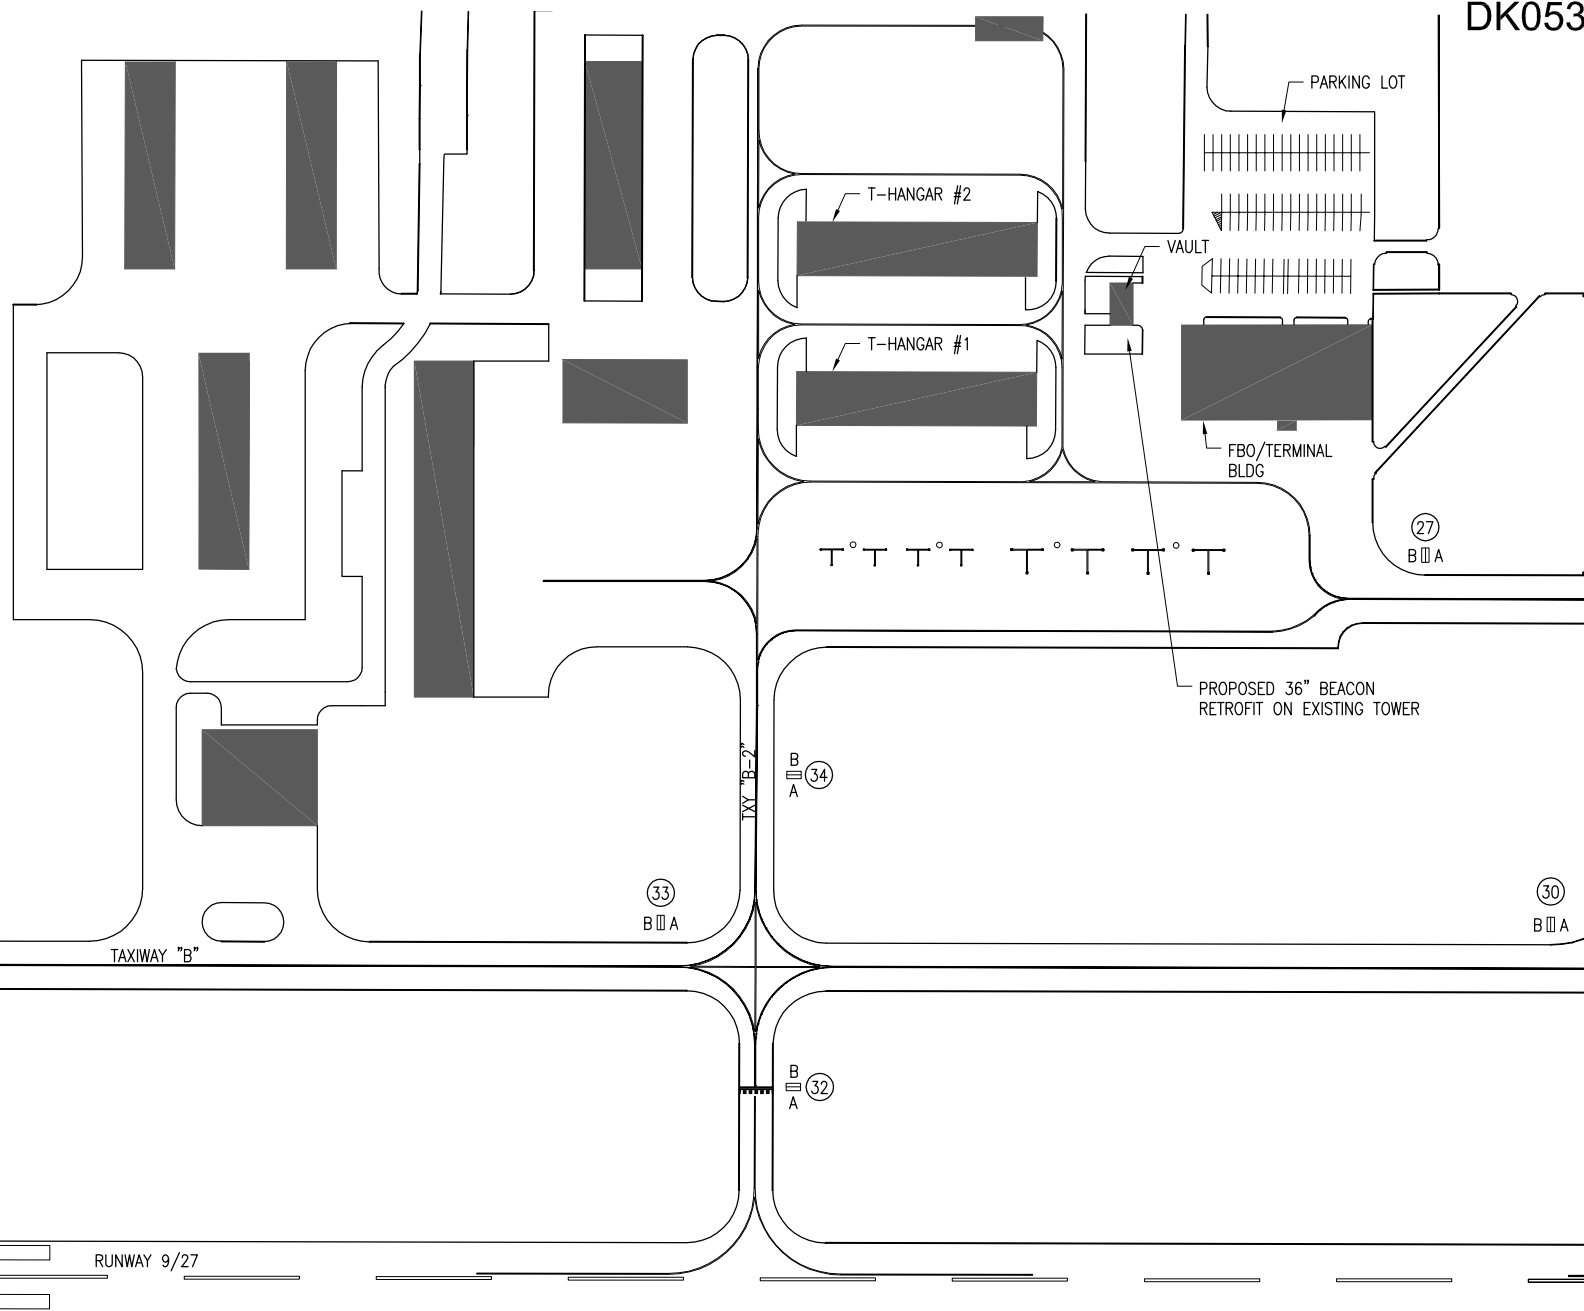 DK053
PARKING LOT
T-HANGAR #2
VAULT
T-HANGAR #1
FBO/TERMINAL
BLDG
27
B A
PROPOSED 36" BEACON
RETROFIT ON EXISTING TOWER
TXY "B-2"
B
34
A
33
B A
30
B A
TAXIWAY "B"
B
32
A
RUNWAY 9/27